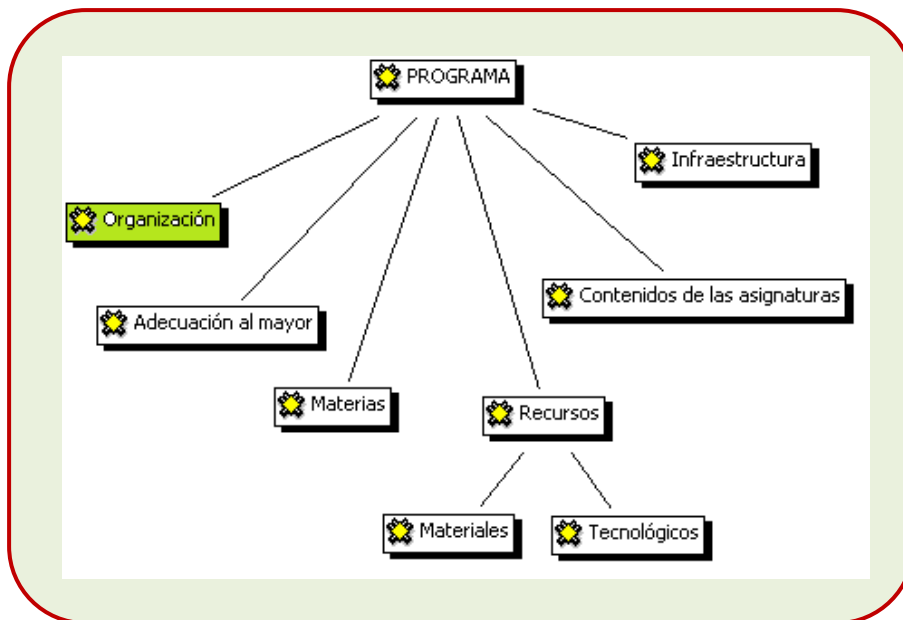 PROGRAMA
Infraestructura
Organización
Contenidos de las asignaturas
Adecuación al mayor
Materias
Recursos
Materiales
Tecnológicos